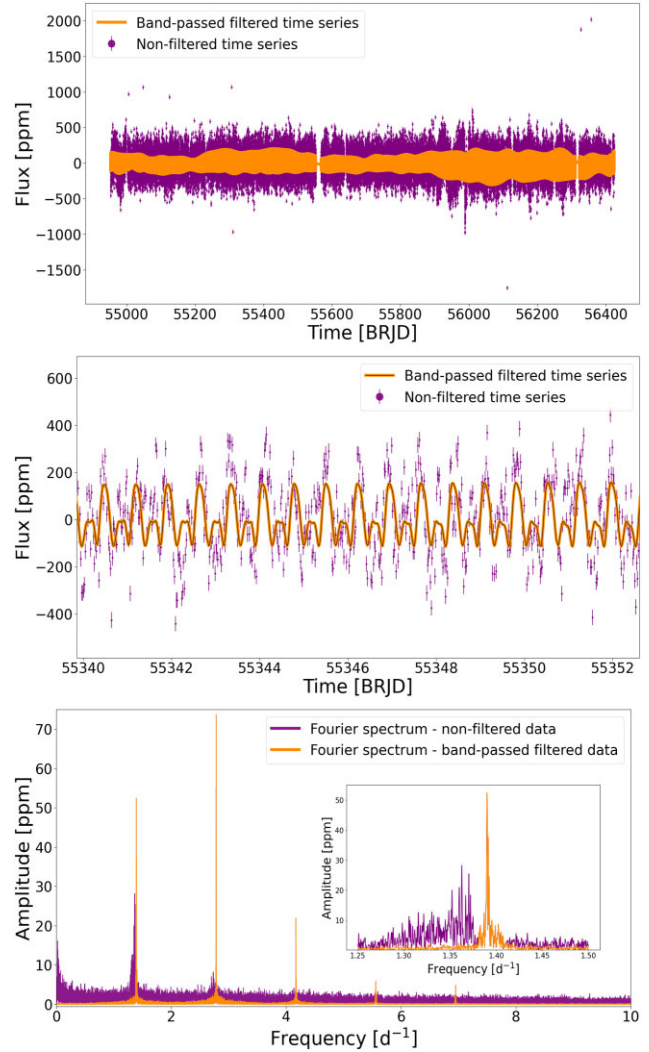 Band-passed filtered time series
Non-filtered time series
2000
1500
1000
500
0
−500
−1000
−1500
Flux [ppm]
55000 55200 55400 55600 55800 56000 56200 56400
Time [BRJD]
Band-passed filtered time series
Non-filtered time series
600
400
200
0
−200
−400
Flux [ppm]
55340 55342 55344 55346 55348 55350 55352
Time [BRJD]
Fourier spectrum - non-filtered data
Fourier spectrum - band-passed filtered data
70
60
50
40
30
20
10
0
Amplitude [ppm]
50
40
30
20
10
Amplitude [ppm]
1.25 1.30 1.35 1.40 1.45 1.50
Frequency [d⁻¹]
0 2 4 6 8 10
Frequency [d⁻¹]